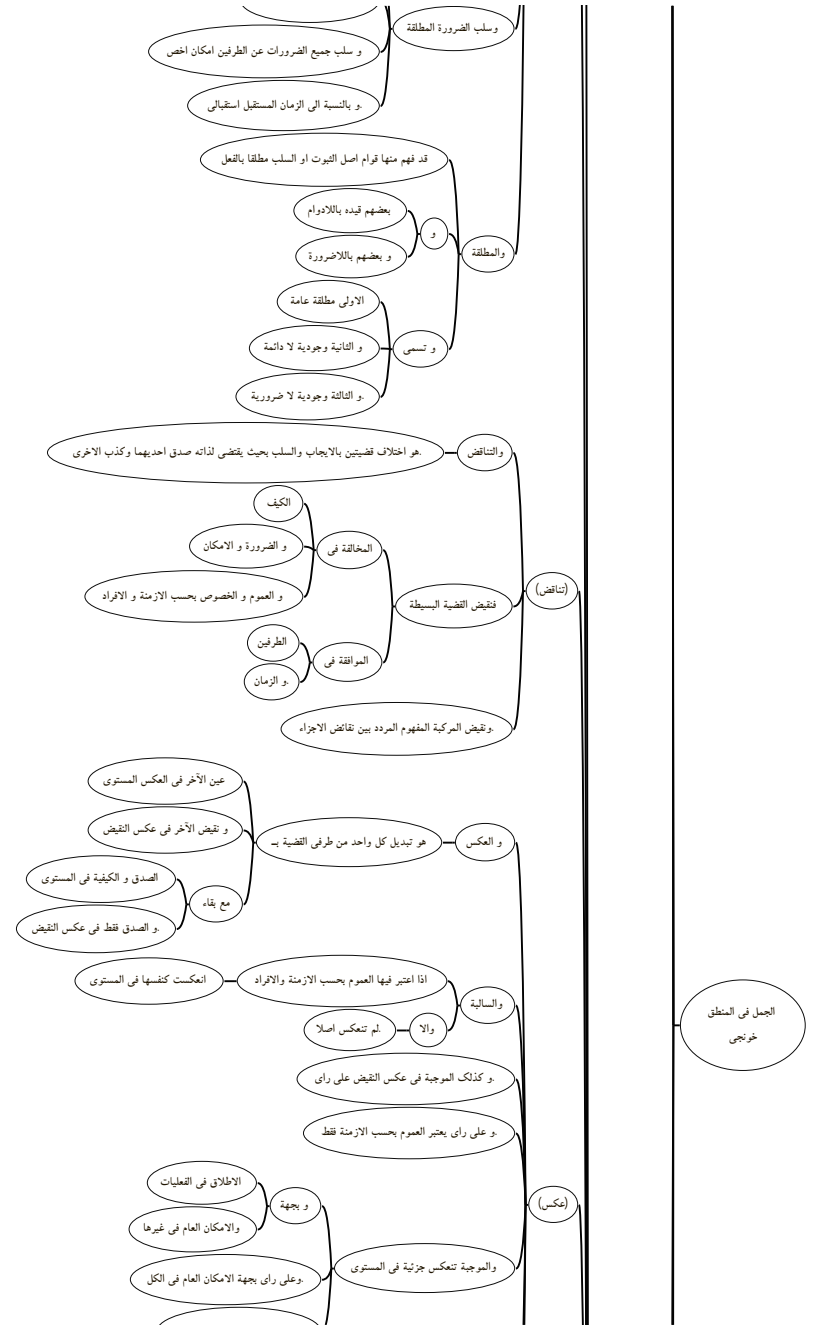 وسلب الضرورة المطلقة
و سلب جميع الضرورات عن الطرفين امكان اخص
و بالنسبة الى الزمان المستقبل استقبالى.
والمطلقة
قد فهم منها قوام اصل الثبوت او السلب مطلقا بالفعل
و
بعضهم قيده باللادوام
و بعضهم باللاضرورة
و تسمى
الاولى مطلقة عامة
و الثانية وجودية لا دائمة
و الثالثة وجودية لا ضرورية.
(تناقض)
والتناقض
هو اختلاف قضيتين بالايجاب والسلب بحيث يقتضى لذاته صدق احديهما وكذب الاخرى.
فنقيض القضية البسيطة
المخالفة فى
الكيف
و الضرورة و الامكان
و العموم و الخصوص بحسب الازمنة و الافراد
الموافقة فى
الطرفين
و الزمان.
ونقيض المركبة المفهوم المردد بين نقائض الاجزاء.
الجمل فى المنطق
خونجى
(عكس)
و العكس
هو تبديل كل واحد من طرفى القضية بـ
عين الآخر فى العكس المستوى
و نقيض الآخر فى عكس النقيض
مع بقاء
الصدق و الكيفية فى المستوى
و الصدق فقط فى عكس النقيض.
والسالبة
اذا اعتبر فيها العموم بحسب الازمنة والافراد
انعكست كنفسها فى المستوى
والا
لم تنعكس اصلا.
و كذلک الموجبة فى عكس النقيض على راى.
و على راى يعتبر العموم بحسب الازمنة فقط.
والموجبة تنعكس جزئية فى المستوى
و بجهة
الاطلاق فى الفعليات
والامكان العام فى غيرها
وعلى راى بجهة الامكان العام فى الكل.